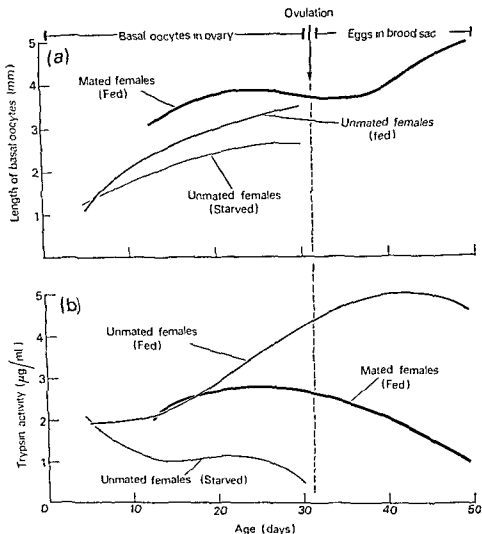 Ovulation
Basal oocytes in ovary
Eggs in brood sac
(a)
5
4
3
2
1
Length of basal oocytes (mm)
Mated females
(Fed)
Unmated females
(fed)
Unmated females
(Starved)
(b)
5
4
3
2
1
Trypsin activity (µg/ml)
Unmated females
(Fed)
Mated females
(Fed)
Unmated females (Starved)
0 10 20 30 40 50
Age (days)